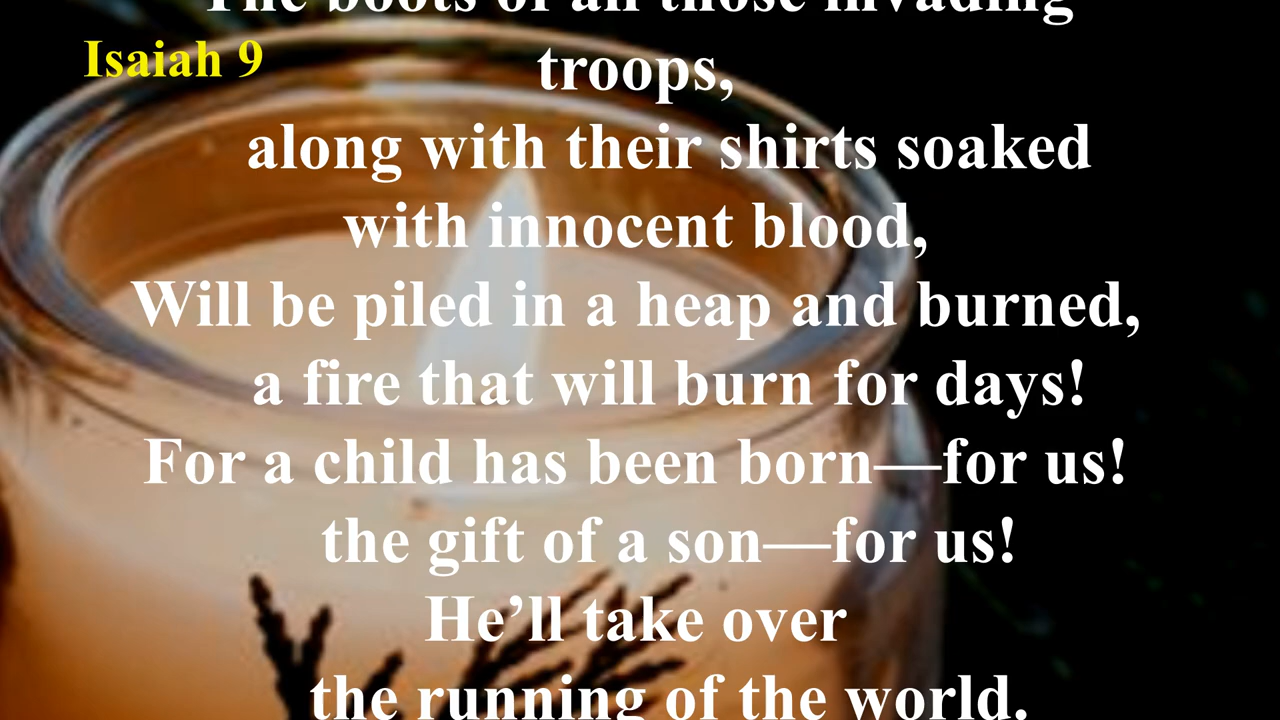 The boots of all those invading
Isaiah 9
troops,
along with their shirts soaked
with innocent blood,
Will be piled in a heap and burned,
a fire that will burn for days!
For a child has been born—for us!
the gift of a son—for us!
He’ll take over
the running of the world.